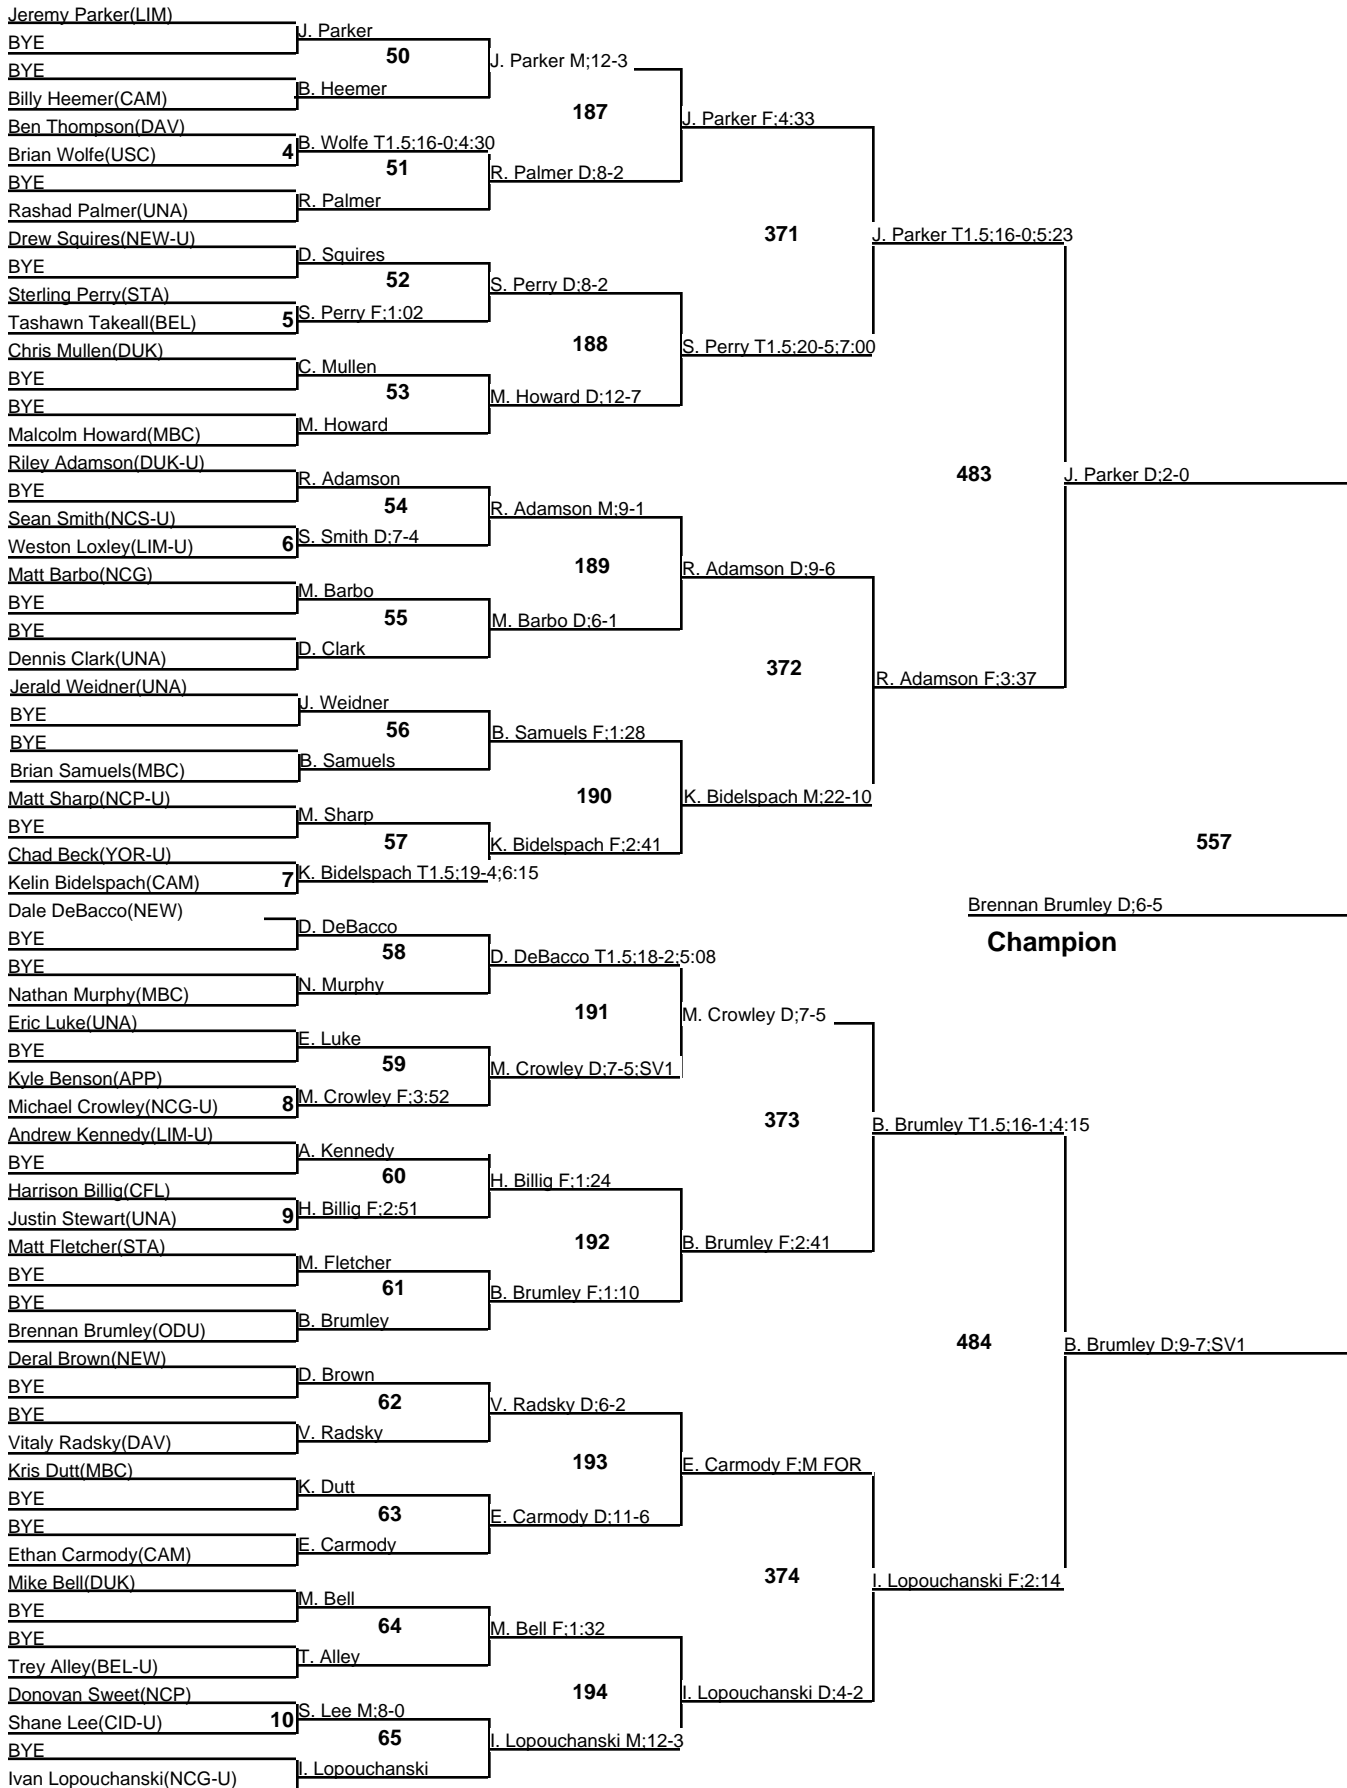 Jeremy Parker(LIM)
BYE
BYE
Billy Heemer(CAM)
Ben Thompson(DAV)
Brian Wolfe(USC)
BYE
Rashad Palmer(UNA)
Drew Squires(NEW-U)
BYE
Sterling Perry(STA)
Tashawn Takeall(BEL)
Chris Mullen(DUK)
BYE
BYE
Malcolm Howard(MBC)
Riley Adamson(DUK-U)
BYE
Sean Smith(NCS-U)
Weston Loxley(LIM-U)
Matt Barbo(NCG)
BYE
BYE
Dennis Clark(UNA)
Jerald Weidner(UNA)
BYE
BYE
Brian Samuels(MBC)
Matt Sharp(NCP-U)
BYE
Chad Beck(YOR-U)
Kelin Bidelspach(CAM)
Dale DeBacco(NEW)
BYE
BYE
Nathan Murphy(MBC)
Eric Luke(UNA)
BYE
Kyle Benson(APP)
Michael Crowley(NCG-U)
Andrew Kennedy(LIM-U)
BYE
Harrison Billig(CFL)
Justin Stewart(UNA)
Matt Fletcher(STA)
BYE
BYE
Brennan Brumley(ODU)
Deral Brown(NEW)
BYE
BYE
Vitaly Radsky(DAV)
Kris Dutt(MBC)
BYE
BYE
Ethan Carmody(CAM)
Mike Bell(DUK)
BYE
BYE
Trey Alley(BEL-U)
Donovan Sweet(NCP)
Shane Lee(CID-U)
BYE
Ivan Lopouchanski(NCG-U)
4
5
6
7
8
9
10
J. Parker
50
B. Heemer
B. Wolfe T1.5;16-0;4:30
51
R. Palmer
D. Squires
52
S. Perry F;1:02
C. Mullen
53
M. Howard
R. Adamson
54
S. Smith D;7-4
M. Barbo
55
D. Clark
J. Weidner
56
B. Samuels
M. Sharp
57
K. Bidelspach T1.5;19-4;6:15
D. DeBacco
58
N. Murphy
E. Luke
59
M. Crowley F;3:52
A. Kennedy
60
H. Billig F;2:51
M. Fletcher
61
B. Brumley
D. Brown
62
V. Radsky
K. Dutt
63
E. Carmody
M. Bell
64
T. Alley
S. Lee M;8-0
65
I. Lopouchanski
J. Parker M;12-3
187
R. Palmer D;8-2
S. Perry D;8-2
188
M. Howard D;12-7
R. Adamson M;9-1
189
M. Barbo D;6-1
B. Samuels F;1:28
190
K. Bidelspach F;2:41
D. DeBacco T1.5;18-2;5:08
191
M. Crowley D;7-5;SV1
H. Billig F;1:24
192
B. Brumley F;1:10
V. Radsky D;6-2
193
E. Carmody D;11-6
M. Bell F;1:32
194
I. Lopouchanski M;12-3
J. Parker F;4:33
371
S. Perry T1.5;20-5;7:00
R. Adamson D;9-6
372
K. Bidelspach M;22-10
M. Crowley D;7-5
373
B. Brumley F;2:41
E. Carmody F;M FOR
374
I. Lopouchanski D;4-2
J. Parker T1.5;16-0;5:23
483
R. Adamson F;3:37
B. Brumley T1.5;16-1;4:15
484
I. Lopouchanski F;2:14
J. Parker D;2-0
557
B. Brumley D;9-7;SV1
Brennan Brumley D;6-5
Champion